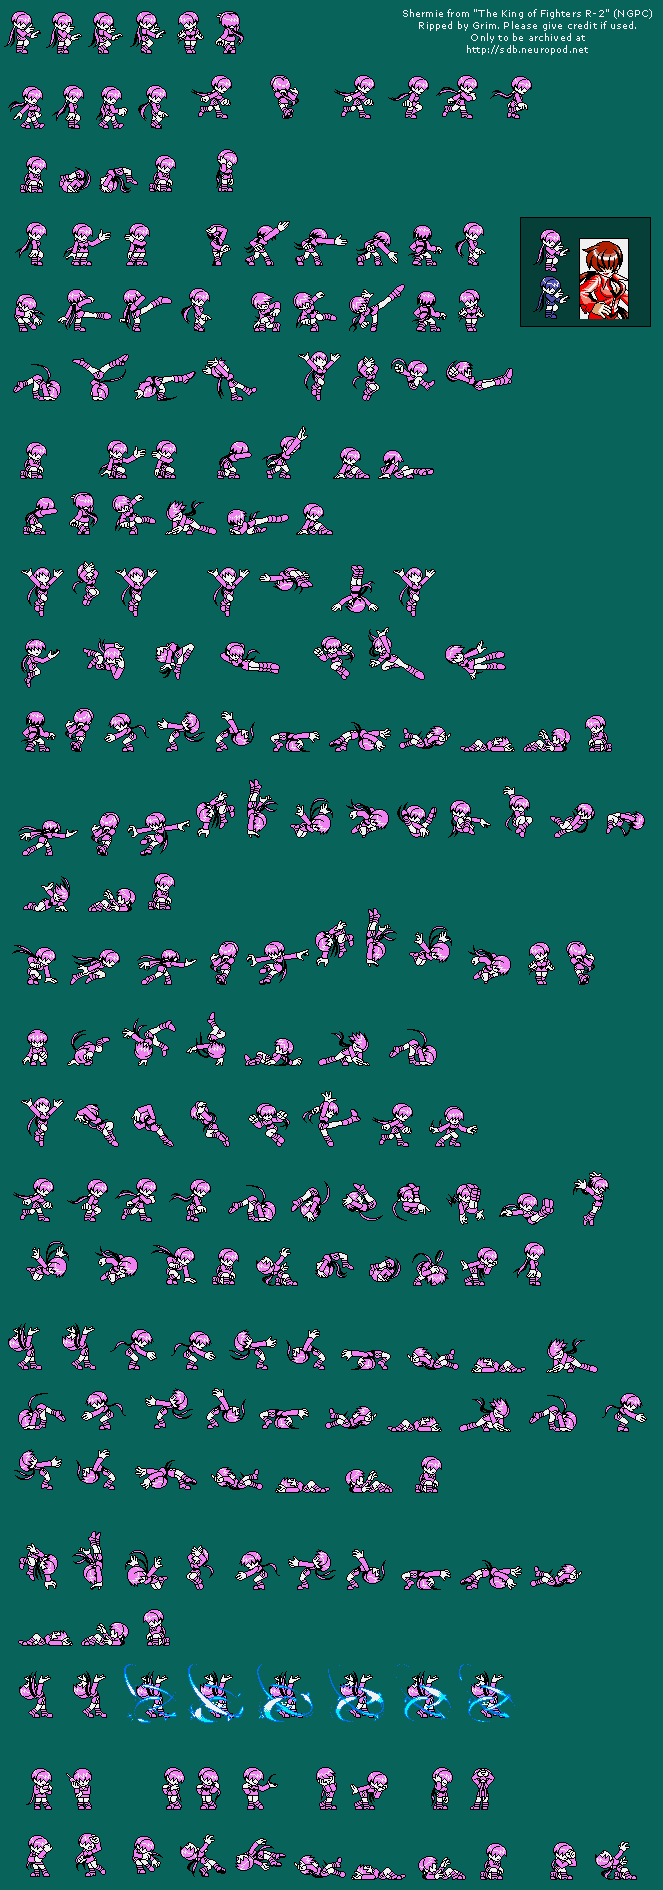 Shermie from "The King of Fighters R-2" (NGPC)
Ripped by Grim. Please give credit if used.
Only to be archived at
http://sdb.neuropod.net